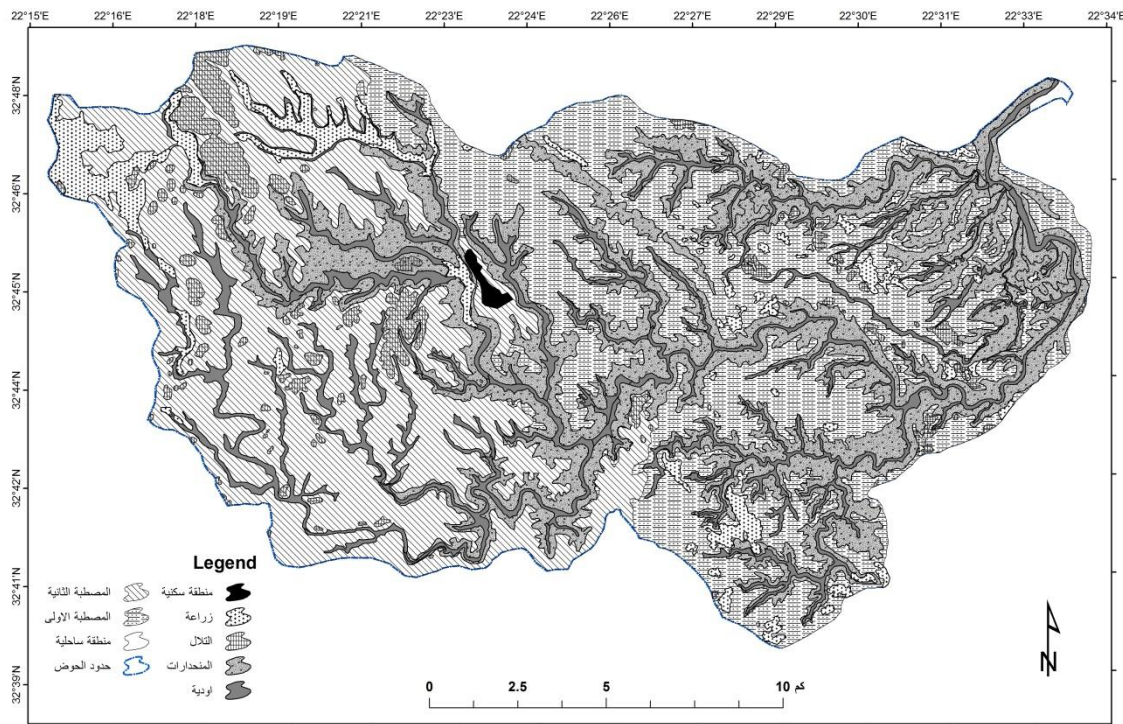 22°15'E 22°16'E 22°18'E 22°19'E 22°21'E 22°23'E 22°24'E 22°26'E 22°27'E 22°29'E 22°30'E 22°31'E 22°33'E 22°34'E
32°48'N
32°46'N
32°45'N
32°44'N
32°42'N
32°41'N
32°39'N
Legend
منطقة سكنية المصطبة الثانية
زراعة المصطبة الاولى
التلال منطقة ساحلية
المنحدرات حدود الحوض
اودية
0 2.5 5 10 كم
N